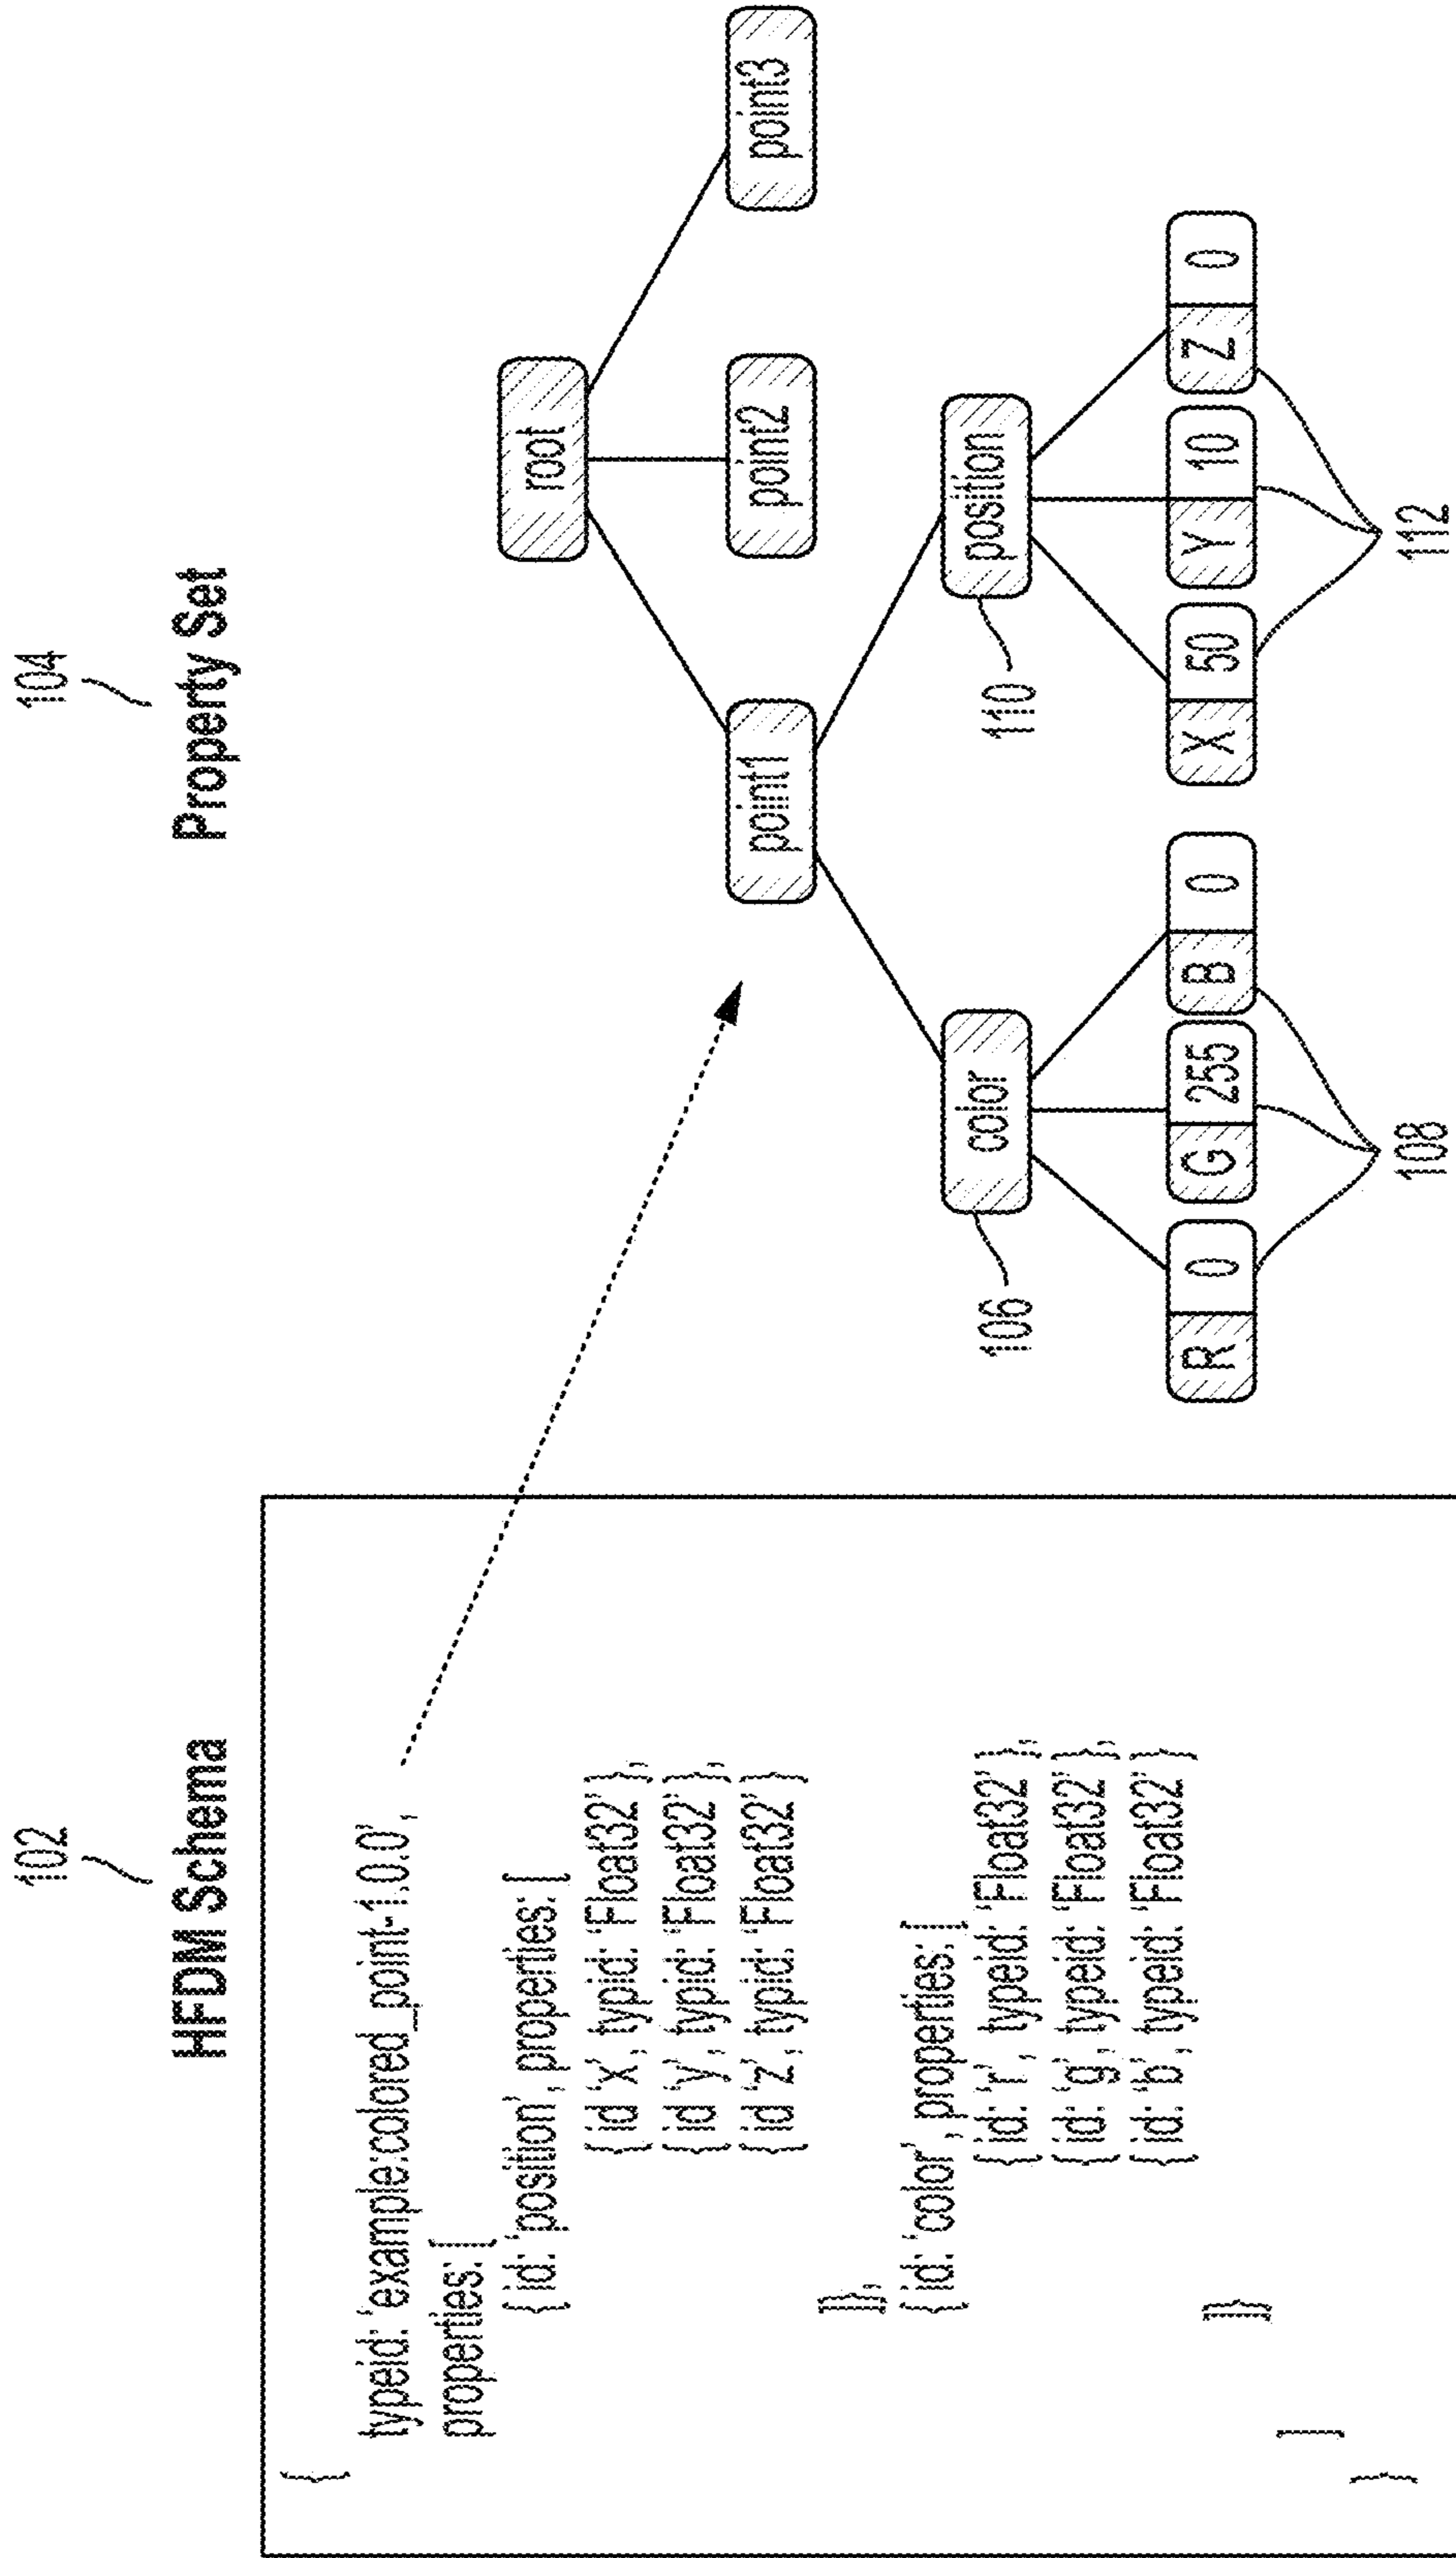 102
HFDM Schema
{
typeid: 'example:colored_point-1.0.0',
properties: [
{ id: 'position', properties: [
{ id 'x', typid: 'Float32' },
{ id 'y', typid: 'Float32' },
{ id 'z', typid: 'Float32' }
]},
{ id: 'color', properties: [
{ id: 'r', typeid: 'Float32' },
{ id: 'g', typeid: 'Float32' },
{ id: 'b', typeid: 'Float32' }
]}
]
}
104
Property Set
root
point1
point2
point3
color
position
106
110
R 0
G 255
B 0
X 50
Y 10
Z 0
108
112